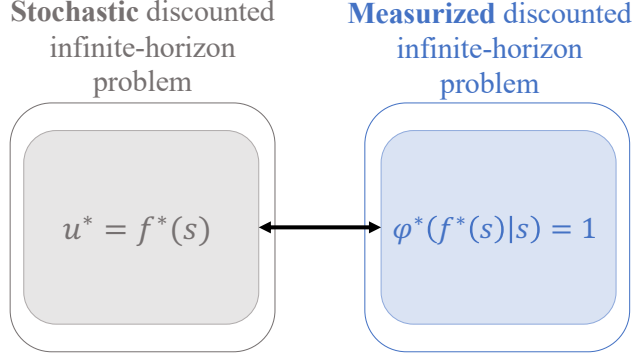 Stochastic discounted
infinite-horizon
problem
Measurized discounted
infinite-horizon
problem
u* = f*(s)
φ*(f*(s)|s) = 1